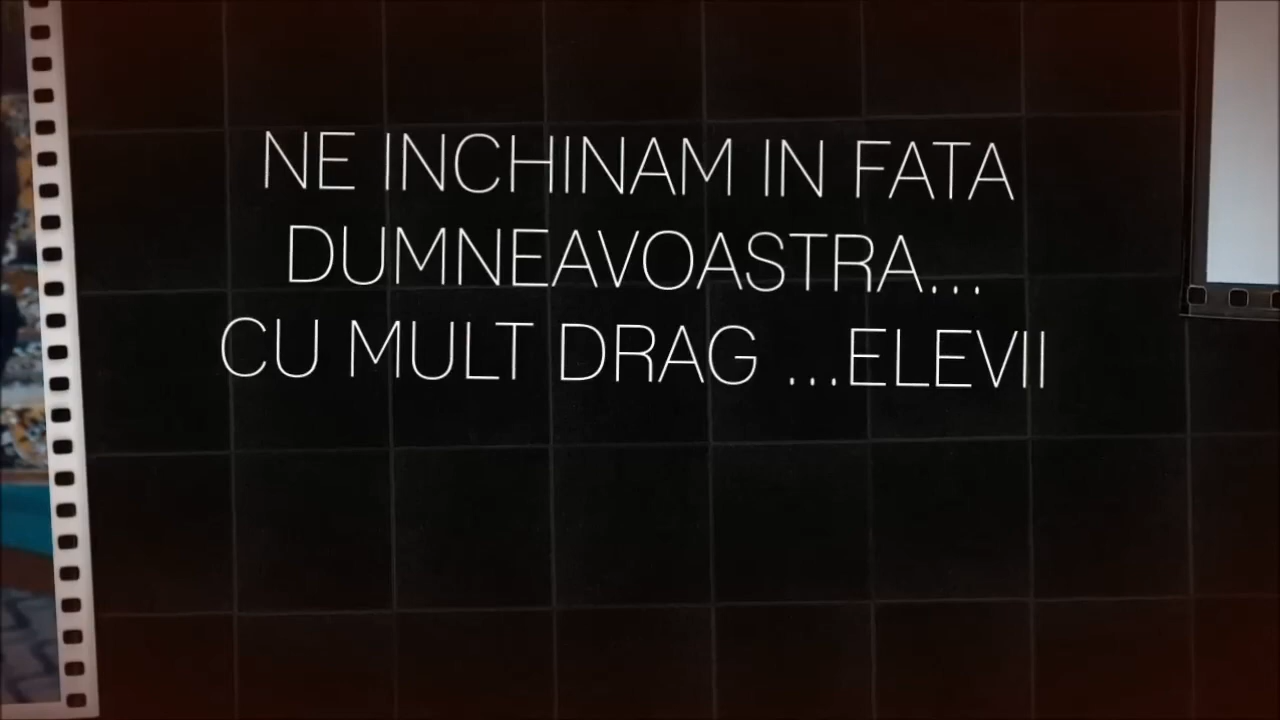 NE INCHINAM IN FATA
DUMNEAVOASTRA...
CU MULT DRAG ...ELEVII